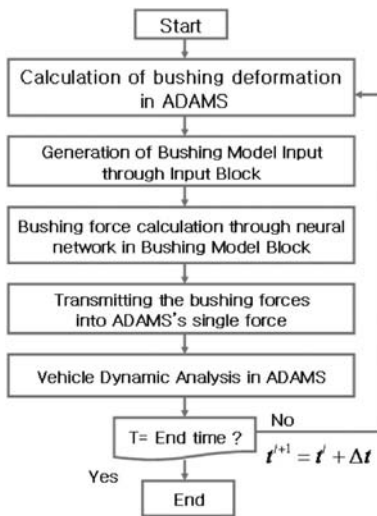 Start
Calculation of bushing deformation
in ADAMS
Generation of Bushing Model Input
through Input Block
Bushing force calculation through neural
network in Bushing Model Block
Transmitting the bushing forces
into ADAMS's single force
Vehicle Dynamic Analysis in ADAMS
T= End time ?
No
t^{i+1} = t^i + Δt
Yes
End